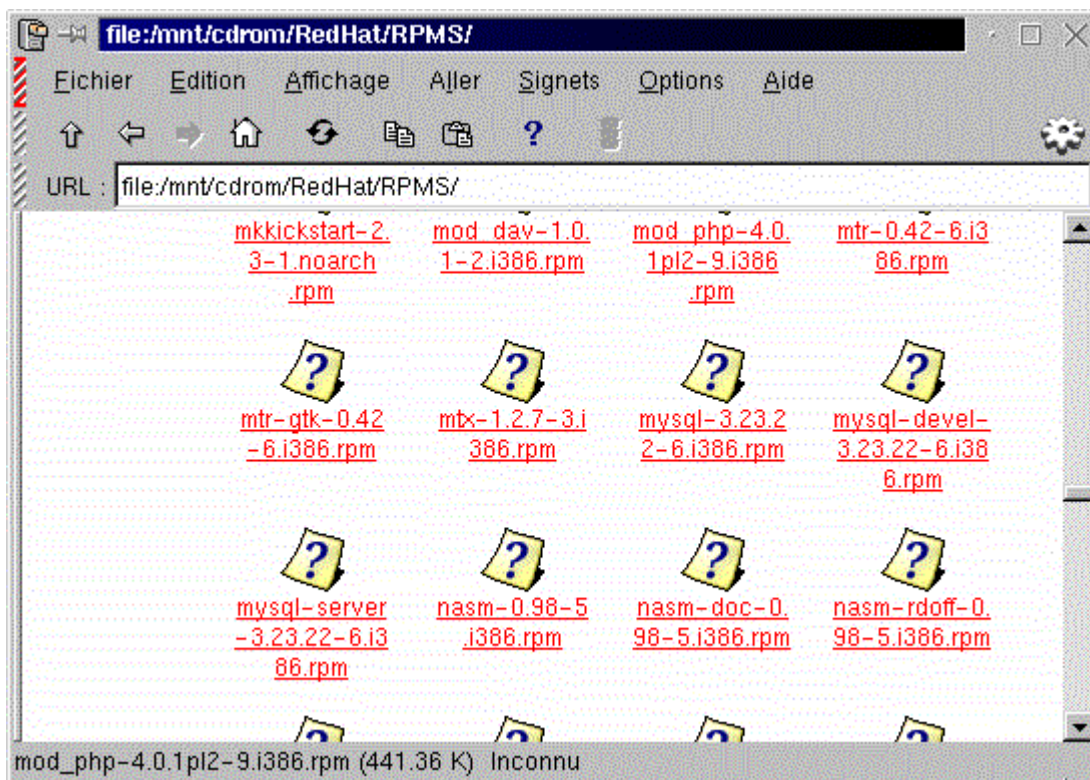 file:/mnt/cdrom/RedHat/RPMS/
Fichier Edition Affichage Aller Signets Options Aide
?
URL : file:/mnt/cdrom/RedHat/RPMS/
mkkickstart-2. mod_dav-1.0. mod_php-4.0. mtr-0.42-6.i3
3-1.noarch 1-2.i386.rpm 1pl2-9.i386 86.rpm
.rpm .rpm
? ? ? ?
mtr-gtk-0.42 mtx-1.2.7-3.i mysql-3.23.2 mysql-devel-
-6.i386.rpm 386.rpm 2-6.i386.rpm 3.23.22-6.i38
6.rpm
? ? ? ?
mysql-server nasm-0.98-5 nasm-doc-0. nasm-rdoff-0.
-3.23.22-6.i3 .i386.rpm 98-5.i386.rpm 98-5.i386.rpm
86.rpm
mod_php-4.0.1pl2-9.i386.rpm (441.36 K) Inconnu